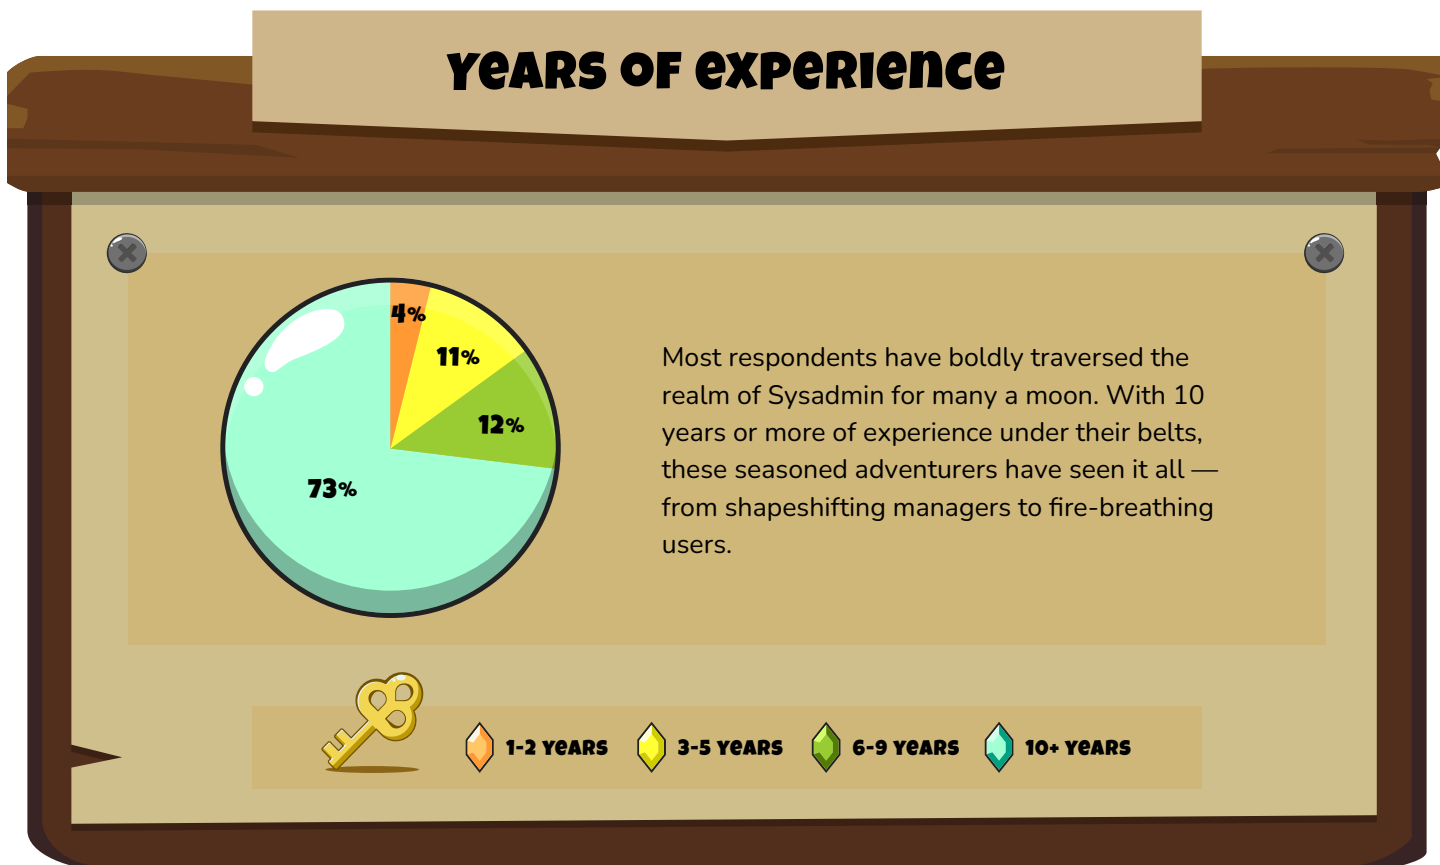 YEARS OF EXPERIENCE
4%
11%
12%
73%
Most respondents have boldly traversed the
realm of Sysadmin for many a moon. With 10
years or more of experience under their belts,
these seasoned adventurers have seen it all —
from shapeshifting managers to fire-breathing
users.
1-2 YEARS
3-5 YEARS
6-9 YEARS
10+ YEARS